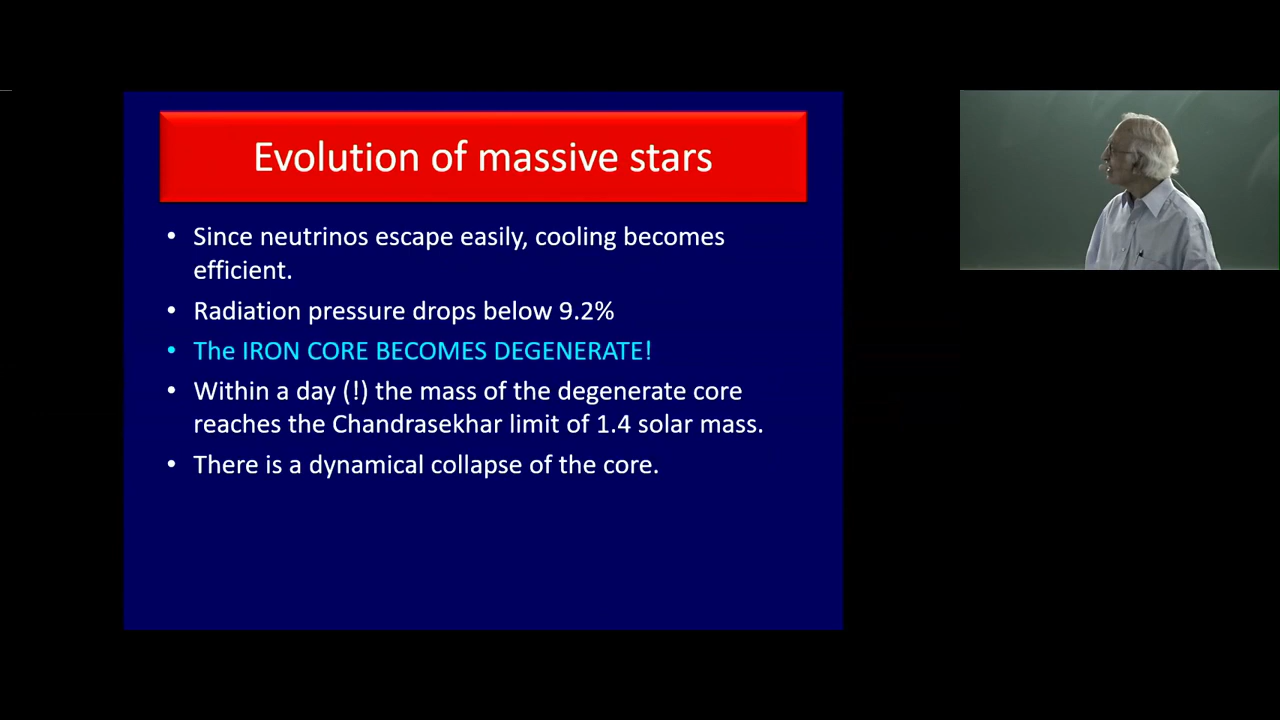 Evolution of massive stars
• Since neutrinos escape easily, cooling becomes
efficient.
• Radiation pressure drops below 9.2%
• The IRON CORE BECOMES DEGENERATE!
• Within a day (!) the mass of the degenerate core
reaches the Chandrasekhar limit of 1.4 solar mass.
• There is a dynamical collapse of the core.